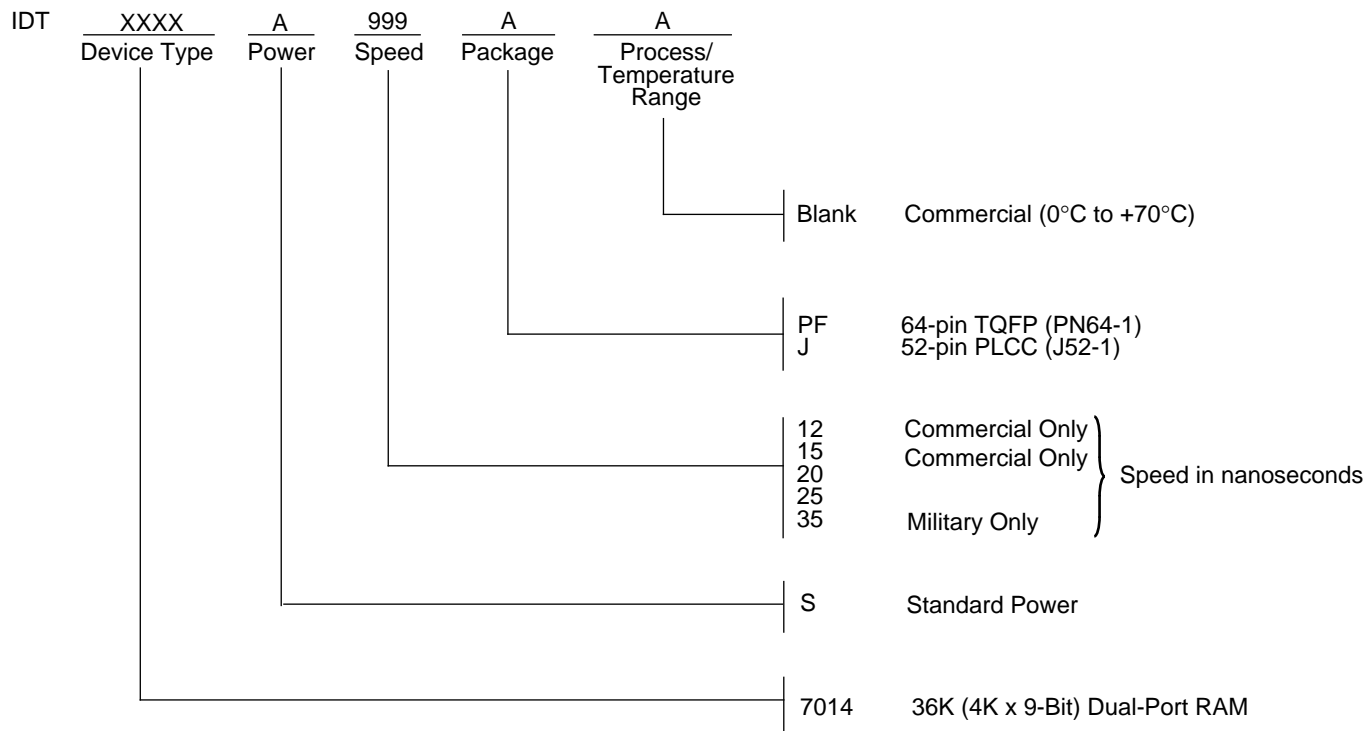 IDT XXXX A 999 A A
Device Type Power Speed Package Process/
Temperature
Range
Blank Commercial (0°C to +70°C)
PF 64-pin TQFP (PN64-1)
J 52-pin PLCC (J52-1)
12 Commercial Only
15 Commercial Only
20
25
35 Military Only
Speed in nanoseconds
S Standard Power
7014 36K (4K x 9-Bit) Dual-Port RAM